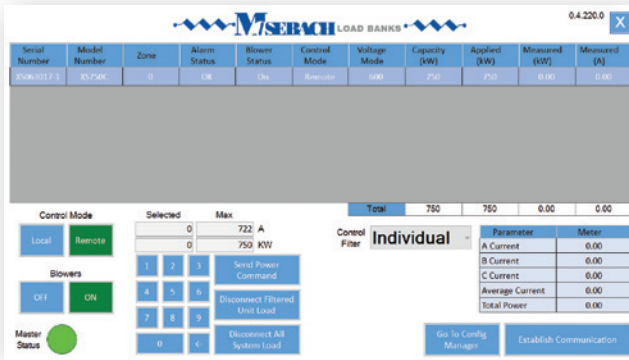 0.4.220.0
X
MOSEBACH LOAD BANKS
Serial Number Model Number Zone Alarm Status Blower Status Control Mode Voltage Mode Capacity (kW) Applied (kW) Measured (kW) Measured (A)
XS750C 0 OK On Remote 600 750 750 0.00 0.00
Total 750 750 0.00 0.00
Control Mode
Local Remote
Blowers
OFF ON
Master Status
Selected Max
0 722 A
0 750 KW
1 2 3
4 5 6
7 8 9
0 <-
Send Power Command
Disconnect Filtered Unit Load
Disconnect All System Load
Control Filter Individual
Parameter Meter
A Current 0.00
B Current 0.00
C Current 0.00
Average Current 0.00
Total Power 0.00
Go To Config Manager
Establish Communication